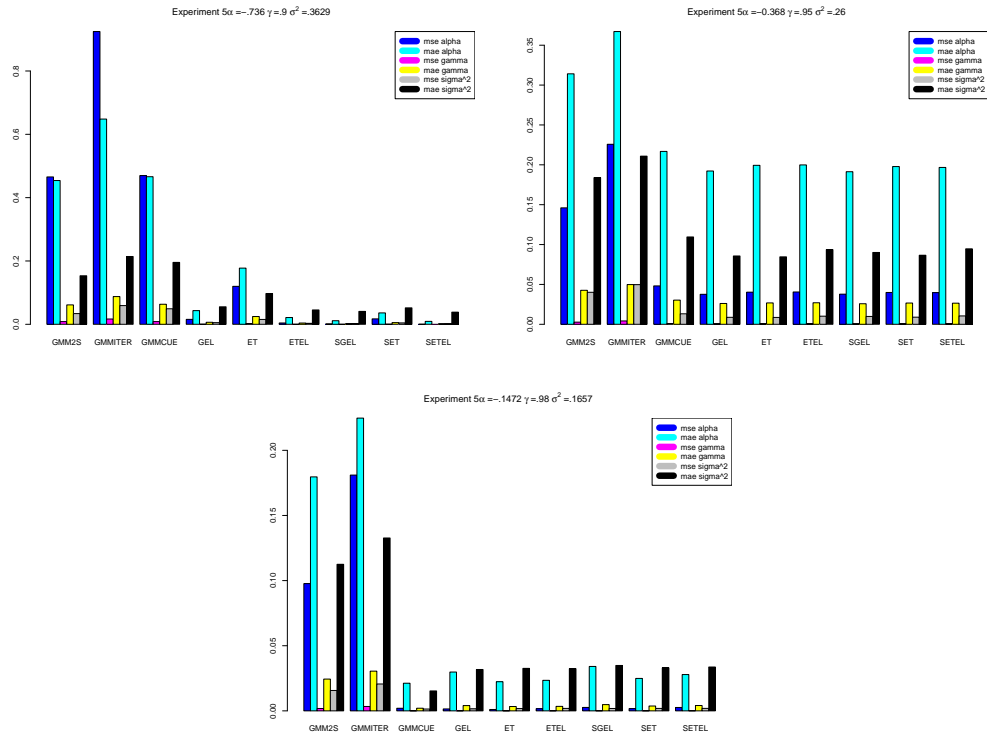 Experiment 5α =−.736 γ =.9 σ² =.3629
mse alpha
mae alpha
mse gamma
mae gamma
mse sigma^2
mae sigma^2
0.8
0.6
0.4
0.2
0.0
GMM2S GMMITER GMMCUE GEL ET ETEL SGEL SET SETEL
Experiment 5α =−0.368 γ =.95 σ² =.26
mse alpha
mae alpha
mse gamma
mae gamma
mse sigma^2
mae sigma^2
0.35
0.30
0.25
0.20
0.15
0.10
0.05
0.00
GMM2S GMMITER GMMCUE GEL ET ETEL SGEL SET SETEL
Experiment 5α =−.1472 γ =.98 σ² =.1657
mse alpha
mae alpha
mse gamma
mae gamma
mse sigma^2
mae sigma^2
0.20
0.15
0.10
0.05
0.00
GMM2S GMMITER GMMCUE GEL ET ETEL SGEL SET SETEL